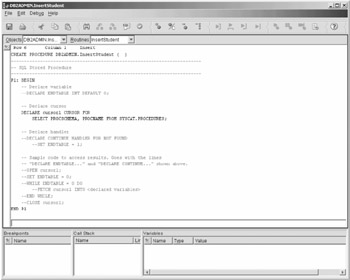 DB2ADMIN.InsertStudent
File Edit Debug Help
Objects DB2ADMIN.Ins... Routines InsertStudent
Row 6 Column 1 Insert
CREATE PROCEDURE DB2ADMIN.InsertStudent ( )
-- SQL Stored Procedure
P1: BEGIN
-- Declare variable
--DECLARE ENDTABLE INT DEFAULT 0;
-- Declare cursor
DECLARE cursor1 CURSOR FOR
SELECT PROCSCHEMA, PROCNAME FROM SYSCAT.PROCEDURES;
-- Declare handler
--DECLARE CONTINUE HANDLER FOR NOT FOUND
--SET ENDTABLE = 1;
-- Sample code to access results. Goes with the lines
-- "DECLARE ENDTABLE..." and "DECLARE CONTINUE..." shown above.
--OPEN cursor1;
--SET ENDTABLE = 0;
--WHILE ENDTABLE = 0 DO
--FETCH cursor1 INTO <declared variables>
--END WHILE;
--CLOSE cursor1;
END P1
Breakpoints Call Stack Variables
Name Name Name Type Value